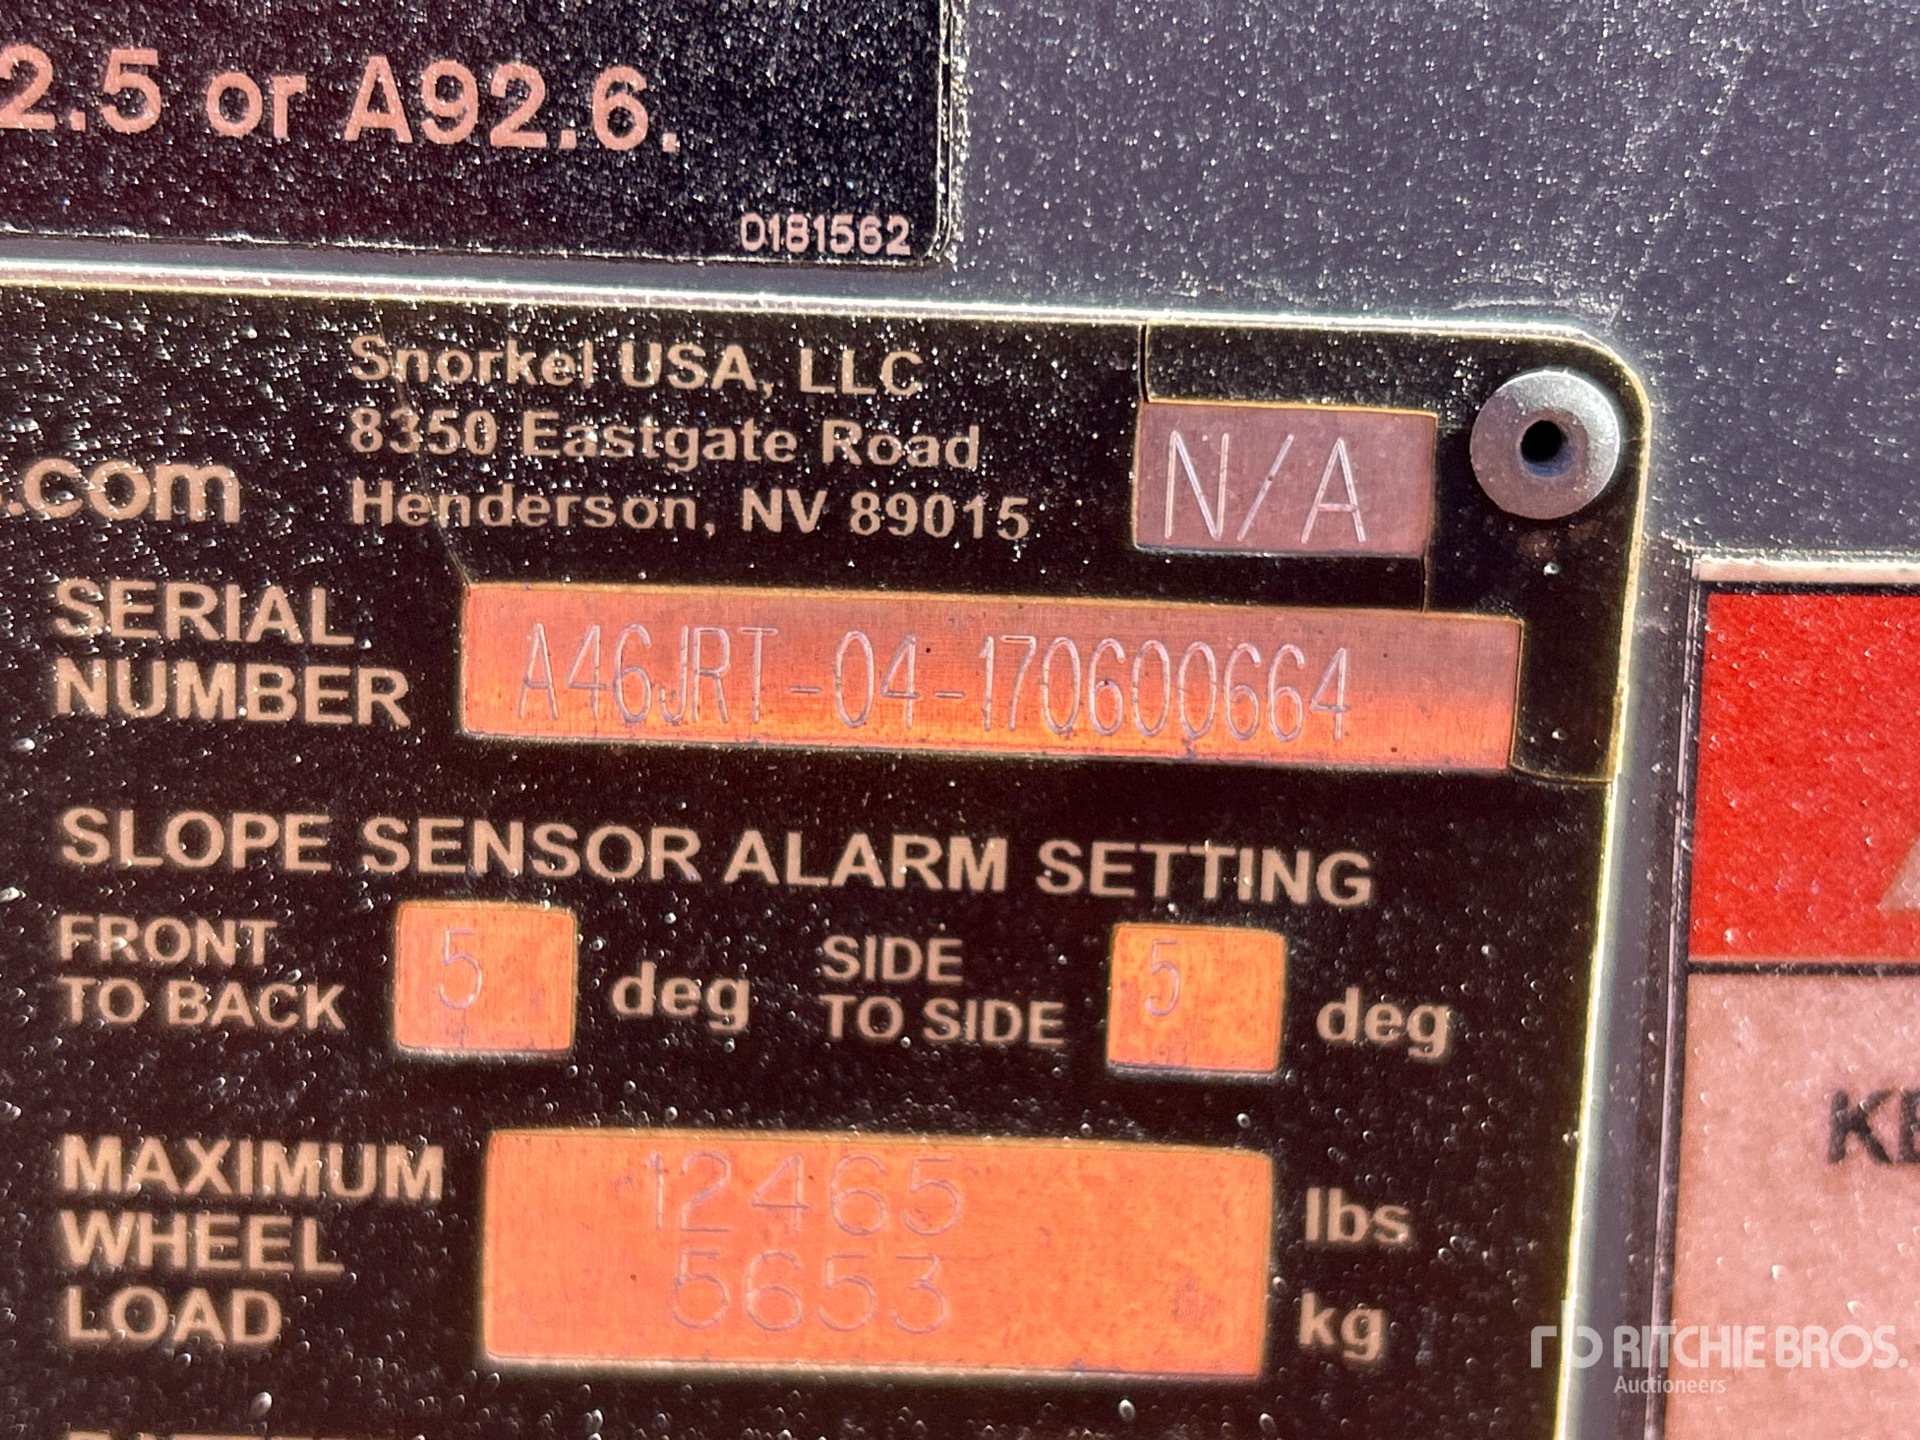 2.5 or A92.6.
0181562
Snorkel USA, LLC
8350 Eastgate Road
Henderson, NV 89015
.com
N/A
SERIAL
NUMBER
A46JRT-04-170600664
SLOPE SENSOR ALARM SETTING
FRONT
TO BACK
5
deg
SIDE
TO SIDE
5
deg
MAXIMUM
WHEEL
LOAD
12465
lbs
5653
kg
KE
RITCHIE BROS.
Auctioneers